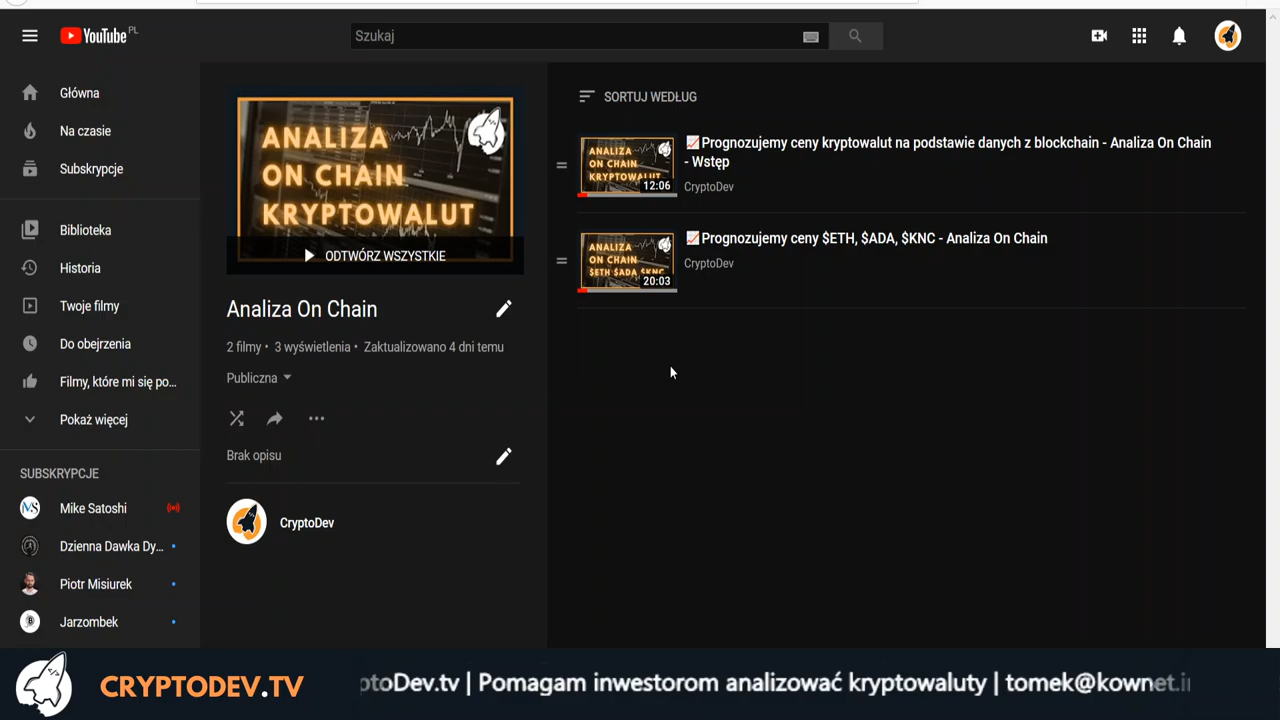 YouTube PL
Szukaj
Główna
Na czasie
Subskrypcje
Biblioteka
Historia
Twoje filmy
Do obejrzenia
Filmy, które mi się po...
Pokaż więcej
SUBSKRYPCJE
Mike Satoshi
Dzienna Dawka Dy...
Piotr Misiurek
Jarzombek
ANALIZA
ON CHAIN
KRYPTOWALUT
ODTWÓRZ WSZYSTKIE
Analiza On Chain
2 filmy • 3 wyświetlenia • Zaktualizowano 4 dni temu
Publiczna
Brak opisu
CryptoDev
SORTUJ WEDŁUG
ANALIZA
ON CHAIN
KRYPTOWALUT
12:06
📈Prognozujemy ceny kryptowalut na podstawie danych z blockchain - Analiza On Chain
- Wstęp
CryptoDev
ANALIZA
ON CHAIN
$ETH $ADA $KNC
20:03
📈Prognozujemy ceny $ETH, $ADA, $KNC - Analiza On Chain
CryptoDev
CRYPTODEV.TV
ptoDev.tv | Pomagam inwestorom analizować kryptowaluty | tomek@kownet.i